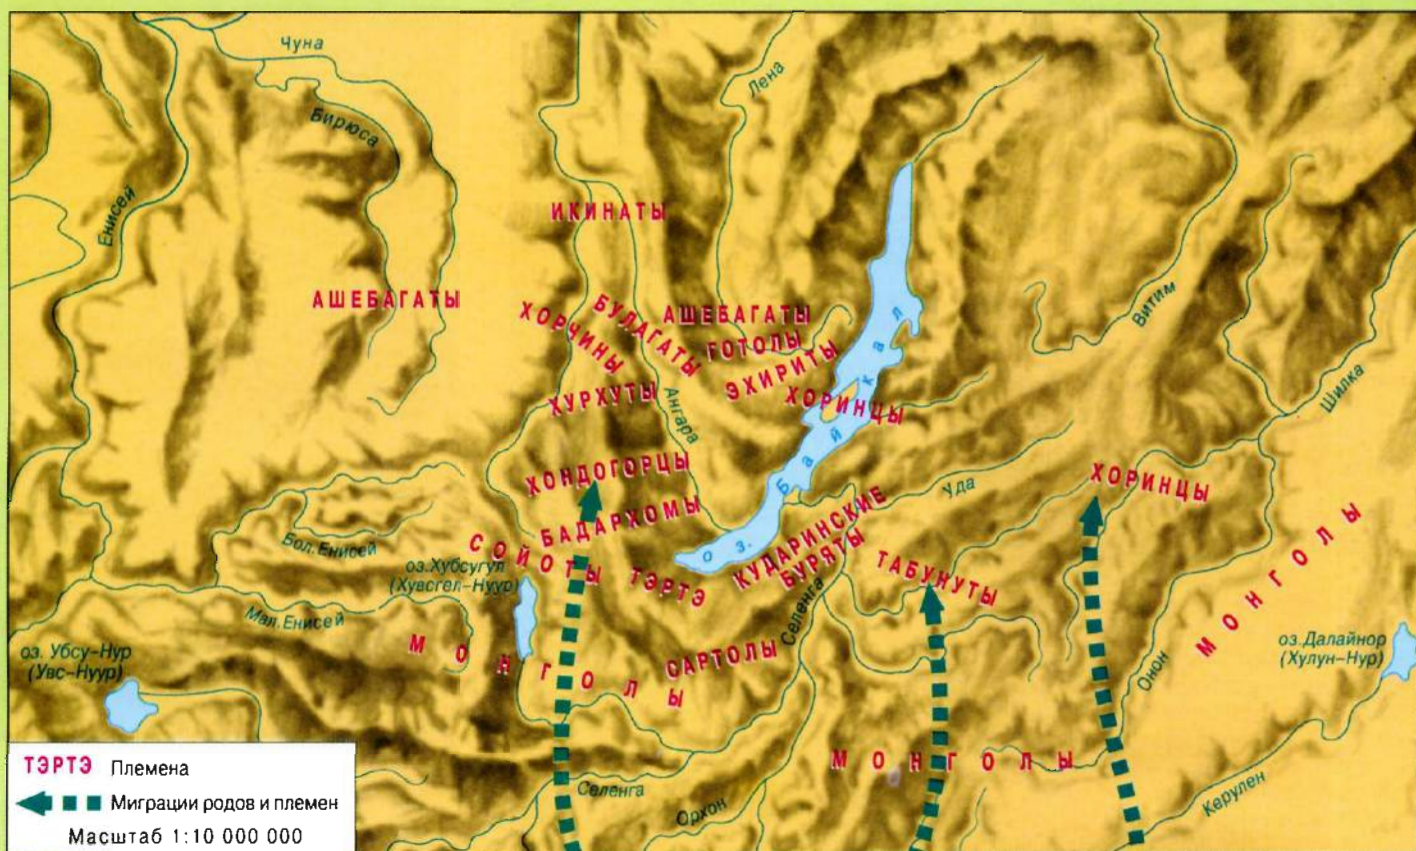 Чуна
Лена
Бирюса
Енисей
ИКИНАТЫ
АШЕБАГАТЫ
ХОРЧИНЫ
БУЛАГАТЫ
АШЕБАГАТЫ
ГОТОЛЫ
ЭХИРИТЫ
Витим
ХУРХУТЫ
Ангара
ХОРИНЦЫ
оз. Байкал
Шилка
ХОНДОГОРЦЫ
БАДАРХОМЫ
Уда
ХОРИНЦЫ
Бол.Енисей
СОЙОТЫ
ТЭРТЭ
КУДАРИНСКИЕ
БУРЯТЫ
ТАБУНУТЫ
МОНГОЛЫ
оз.Хубсугул
(Хувсгел-Нуур)
Мал.Енисей
Селенга
оз. Убсу-Нур
(Увс-Нуур)
МОНГОЛЫ
САРТОЛЫ
Онон
оз.Далайнор
(Хулун-Нур)
МОНГОЛЫ
Селенга
Орхон
Керулен
ТЭРТЭ Племена
Миграции родов и племен
Масштаб 1:10 000 000